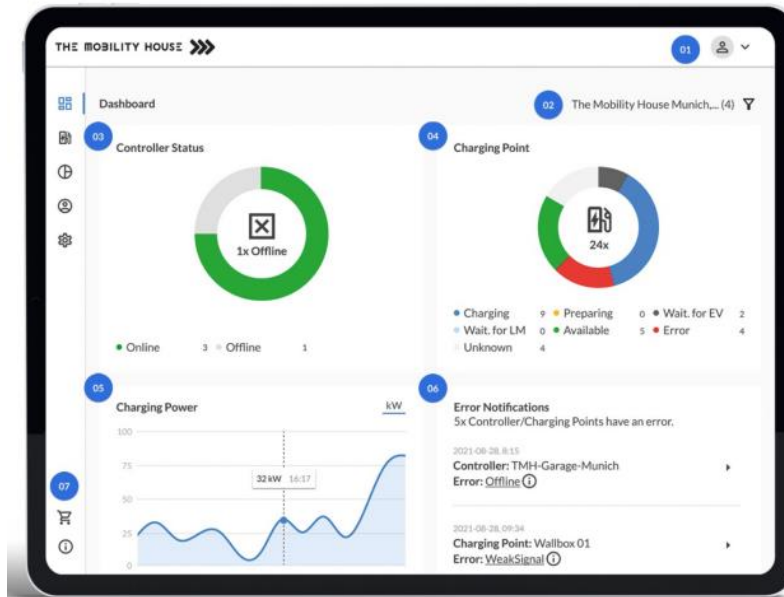 THE MOBILITY HOUSE
01
Dashboard
02
The Mobility House Munich,... (4)
03
Controller Status
1x Offline
Online 3 Offline 1
04
Charging Point
24x
Charging 9 Preparing 0 Wait. for EV 2
Wait. for LM 0 Available 5 Error 4
Unknown 4
05
Charging Power kW
100
75
50
25
0
32 kW 16:17
06
Error Notifications
5x Controller/Charging Points have an error.
2021-08-28, 8:15
Controller: TMH-Garage-Munich
Error: Offline
2021-08-28, 09:34
Charging Point: Wallbox 01
Error: WeakSignal
07